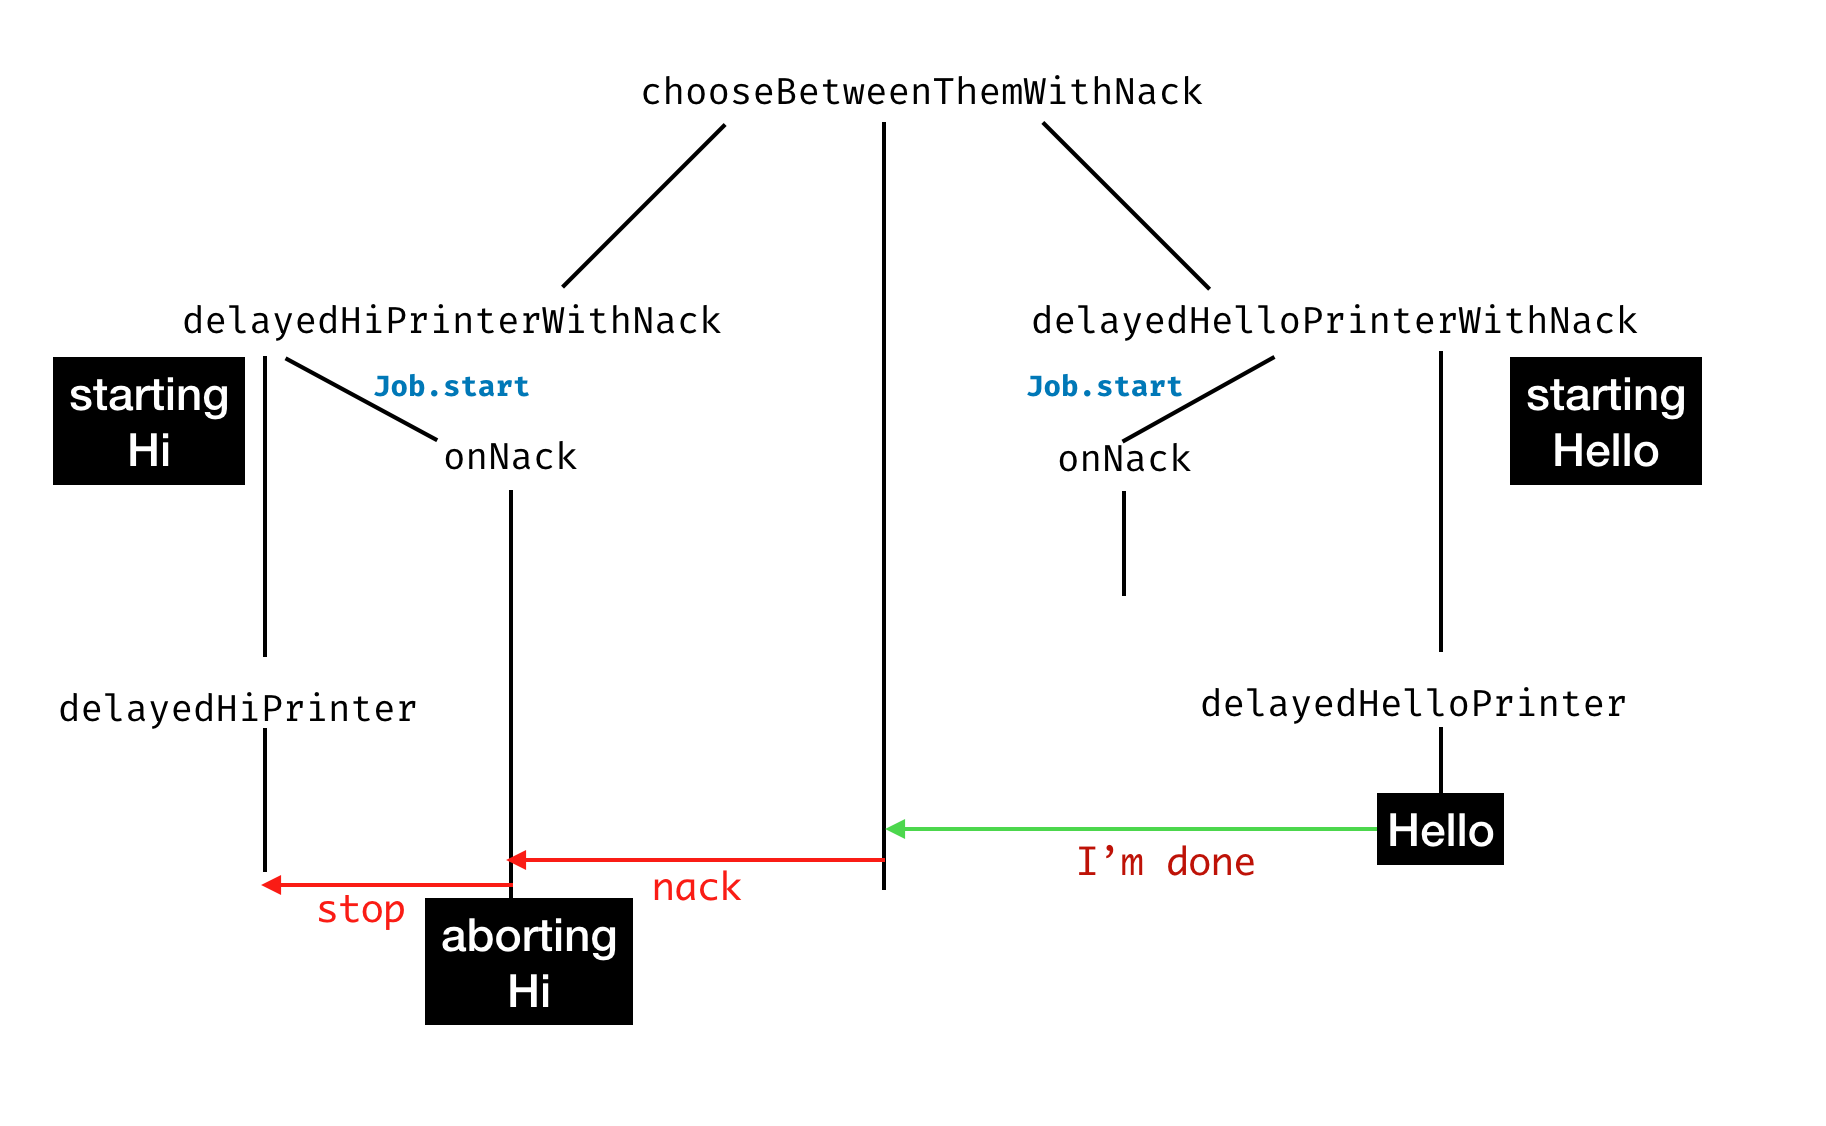 chooseBetweenThemWithNack
delayedHiPrinterWithNack
delayedHelloPrinterWithNack
starting
Hi
Job.start
Job.start
starting
Hello
onNack
onNack
delayedHiPrinter
delayedHelloPrinter
Hello
I’m done
nack
stop
aborting
Hi